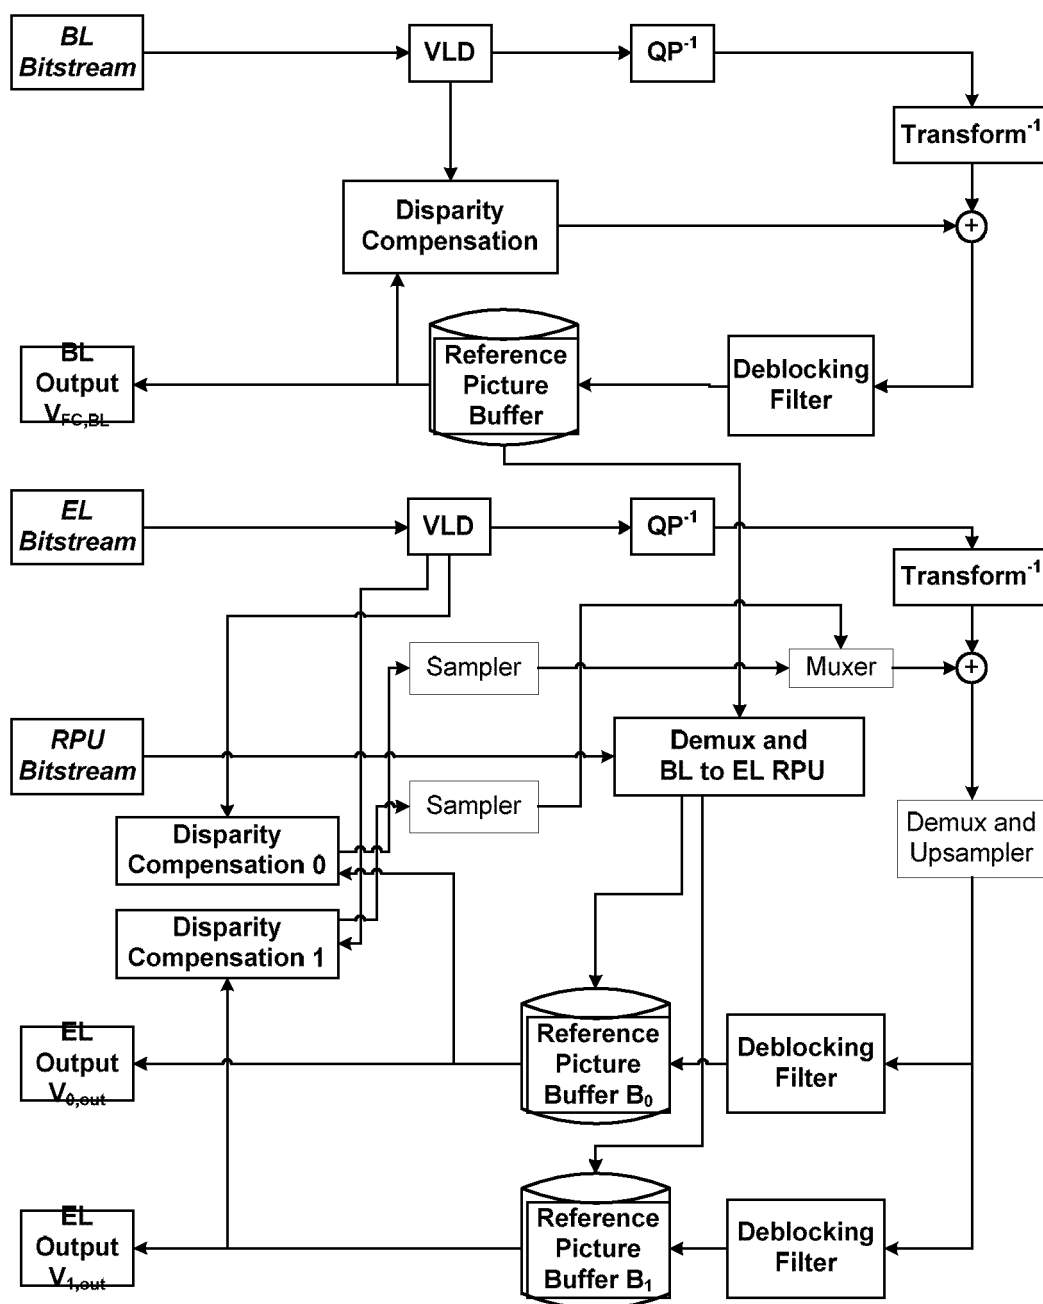 BL
Bitstream
VLD
QP-1
Transform-1
Disparity
Compensation
+
BL
Output
VFC,BL
Reference
Picture
Buffer
Deblocking
Filter
EL
Bitstream
VLD
QP-1
Transform-1
Sampler
Muxer
+
RPU
Bitstream
Demux and
BL to EL RPU
Sampler
Disparity
Compensation 0
Demux and
Upsampler
Disparity
Compensation 1
EL
Output
V0,out
Reference
Picture
Buffer B0
Deblocking
Filter
EL
Output
V1,out
Reference
Picture
Buffer B1
Deblocking
Filter